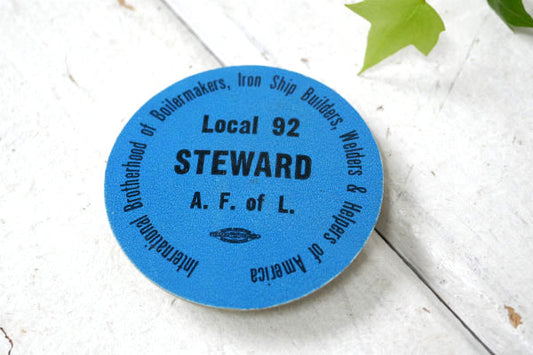 International Brotherhood of Boilermakers, Iron Ship Builders, Welders & Helpers of America
Local 92
STEWARD
A. F. of L.